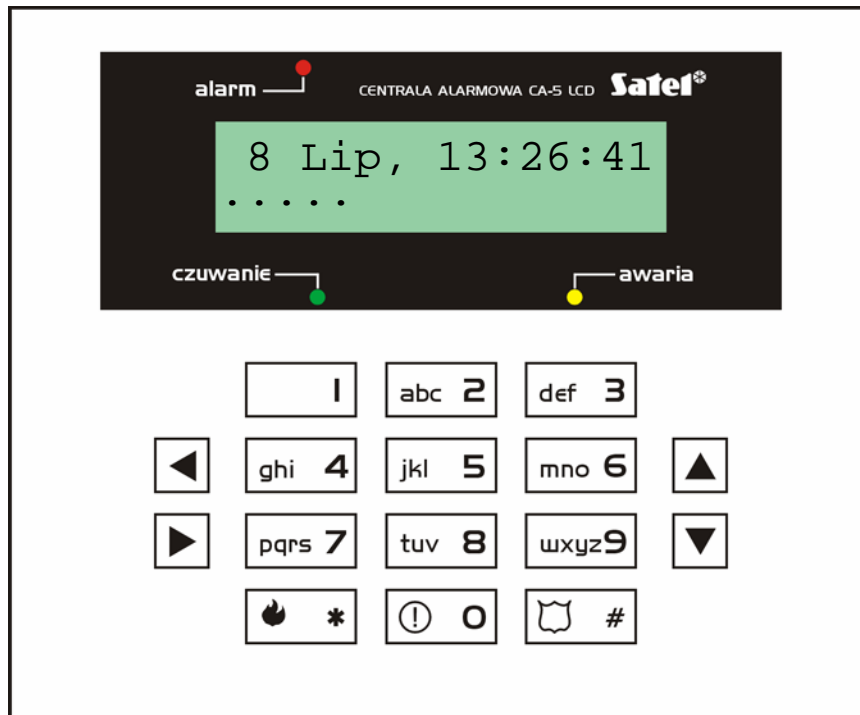 alarm
CENTRALA ALARMOWA CA-5 LCD Satel
8 Lip, 13:26:41
.....
czuwanie
awaria
1
abc 2
def 3
ghi 4
jkl 5
mno 6
pqrs 7
tuv 8
wxyz 9
*
! 0
#